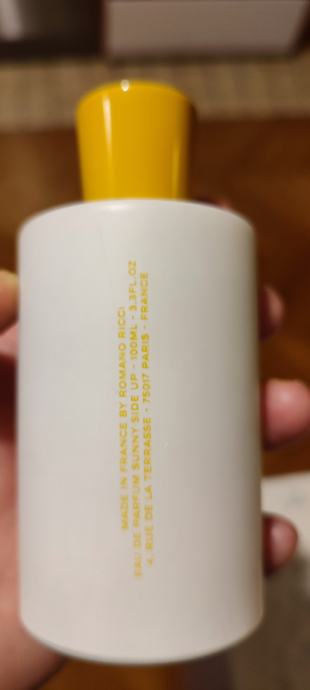 MADE IN FRANCE BY ROMANO RICCI
EAU DE PARFUM SUNNY SIDE UP - 100ML - 3.3FL.OZ
4, RUE DE LA TERRASSE - 75017 PARIS - FRANCE